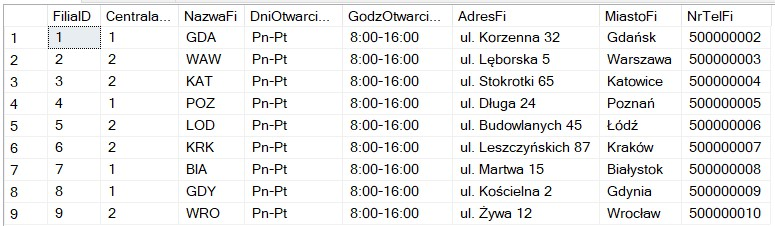 FilialD Centrala... NazwaFi DniOtwarci... GodzOtwarci... AdresFi MiastoFi NrTelFi
1 1 1 GDA Pn-Pt 8:00-16:00 ul. Korzenna 32 Gdańsk 500000002
2 2 2 WAW Pn-Pt 8:00-16:00 ul. Lęborska 5 Warszawa 500000003
3 3 2 KAT Pn-Pt 8:00-16:00 ul. Stokrotki 65 Katowice 500000004
4 4 1 POZ Pn-Pt 8:00-16:00 ul. Długa 24 Poznań 500000005
5 5 2 LOD Pn-Pt 8:00-16:00 ul. Budowlanych 45 Łódź 500000006
6 6 2 KRK Pn-Pt 8:00-16:00 ul. Leszczyńskich 87 Kraków 500000007
7 7 1 BIA Pn-Pt 8:00-16:00 ul. Martwa 15 Białystok 500000008
8 8 1 GDY Pn-Pt 8:00-16:00 ul. Kościelna 2 Gdynia 500000009
9 9 2 WRO Pn-Pt 8:00-16:00 ul. Żywa 12 Wrocław 500000010